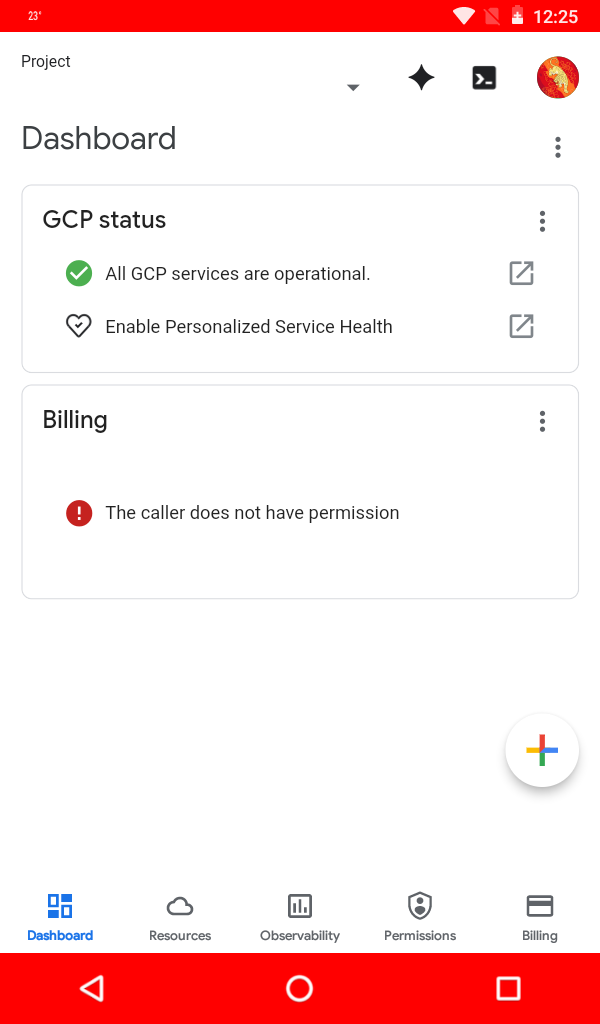 23°
12:25
Project
Dashboard
GCP status
All GCP services are operational.
Enable Personalized Service Health
Billing
The caller does not have permission
Dashboard
Resources
Observability
Permissions
Billing